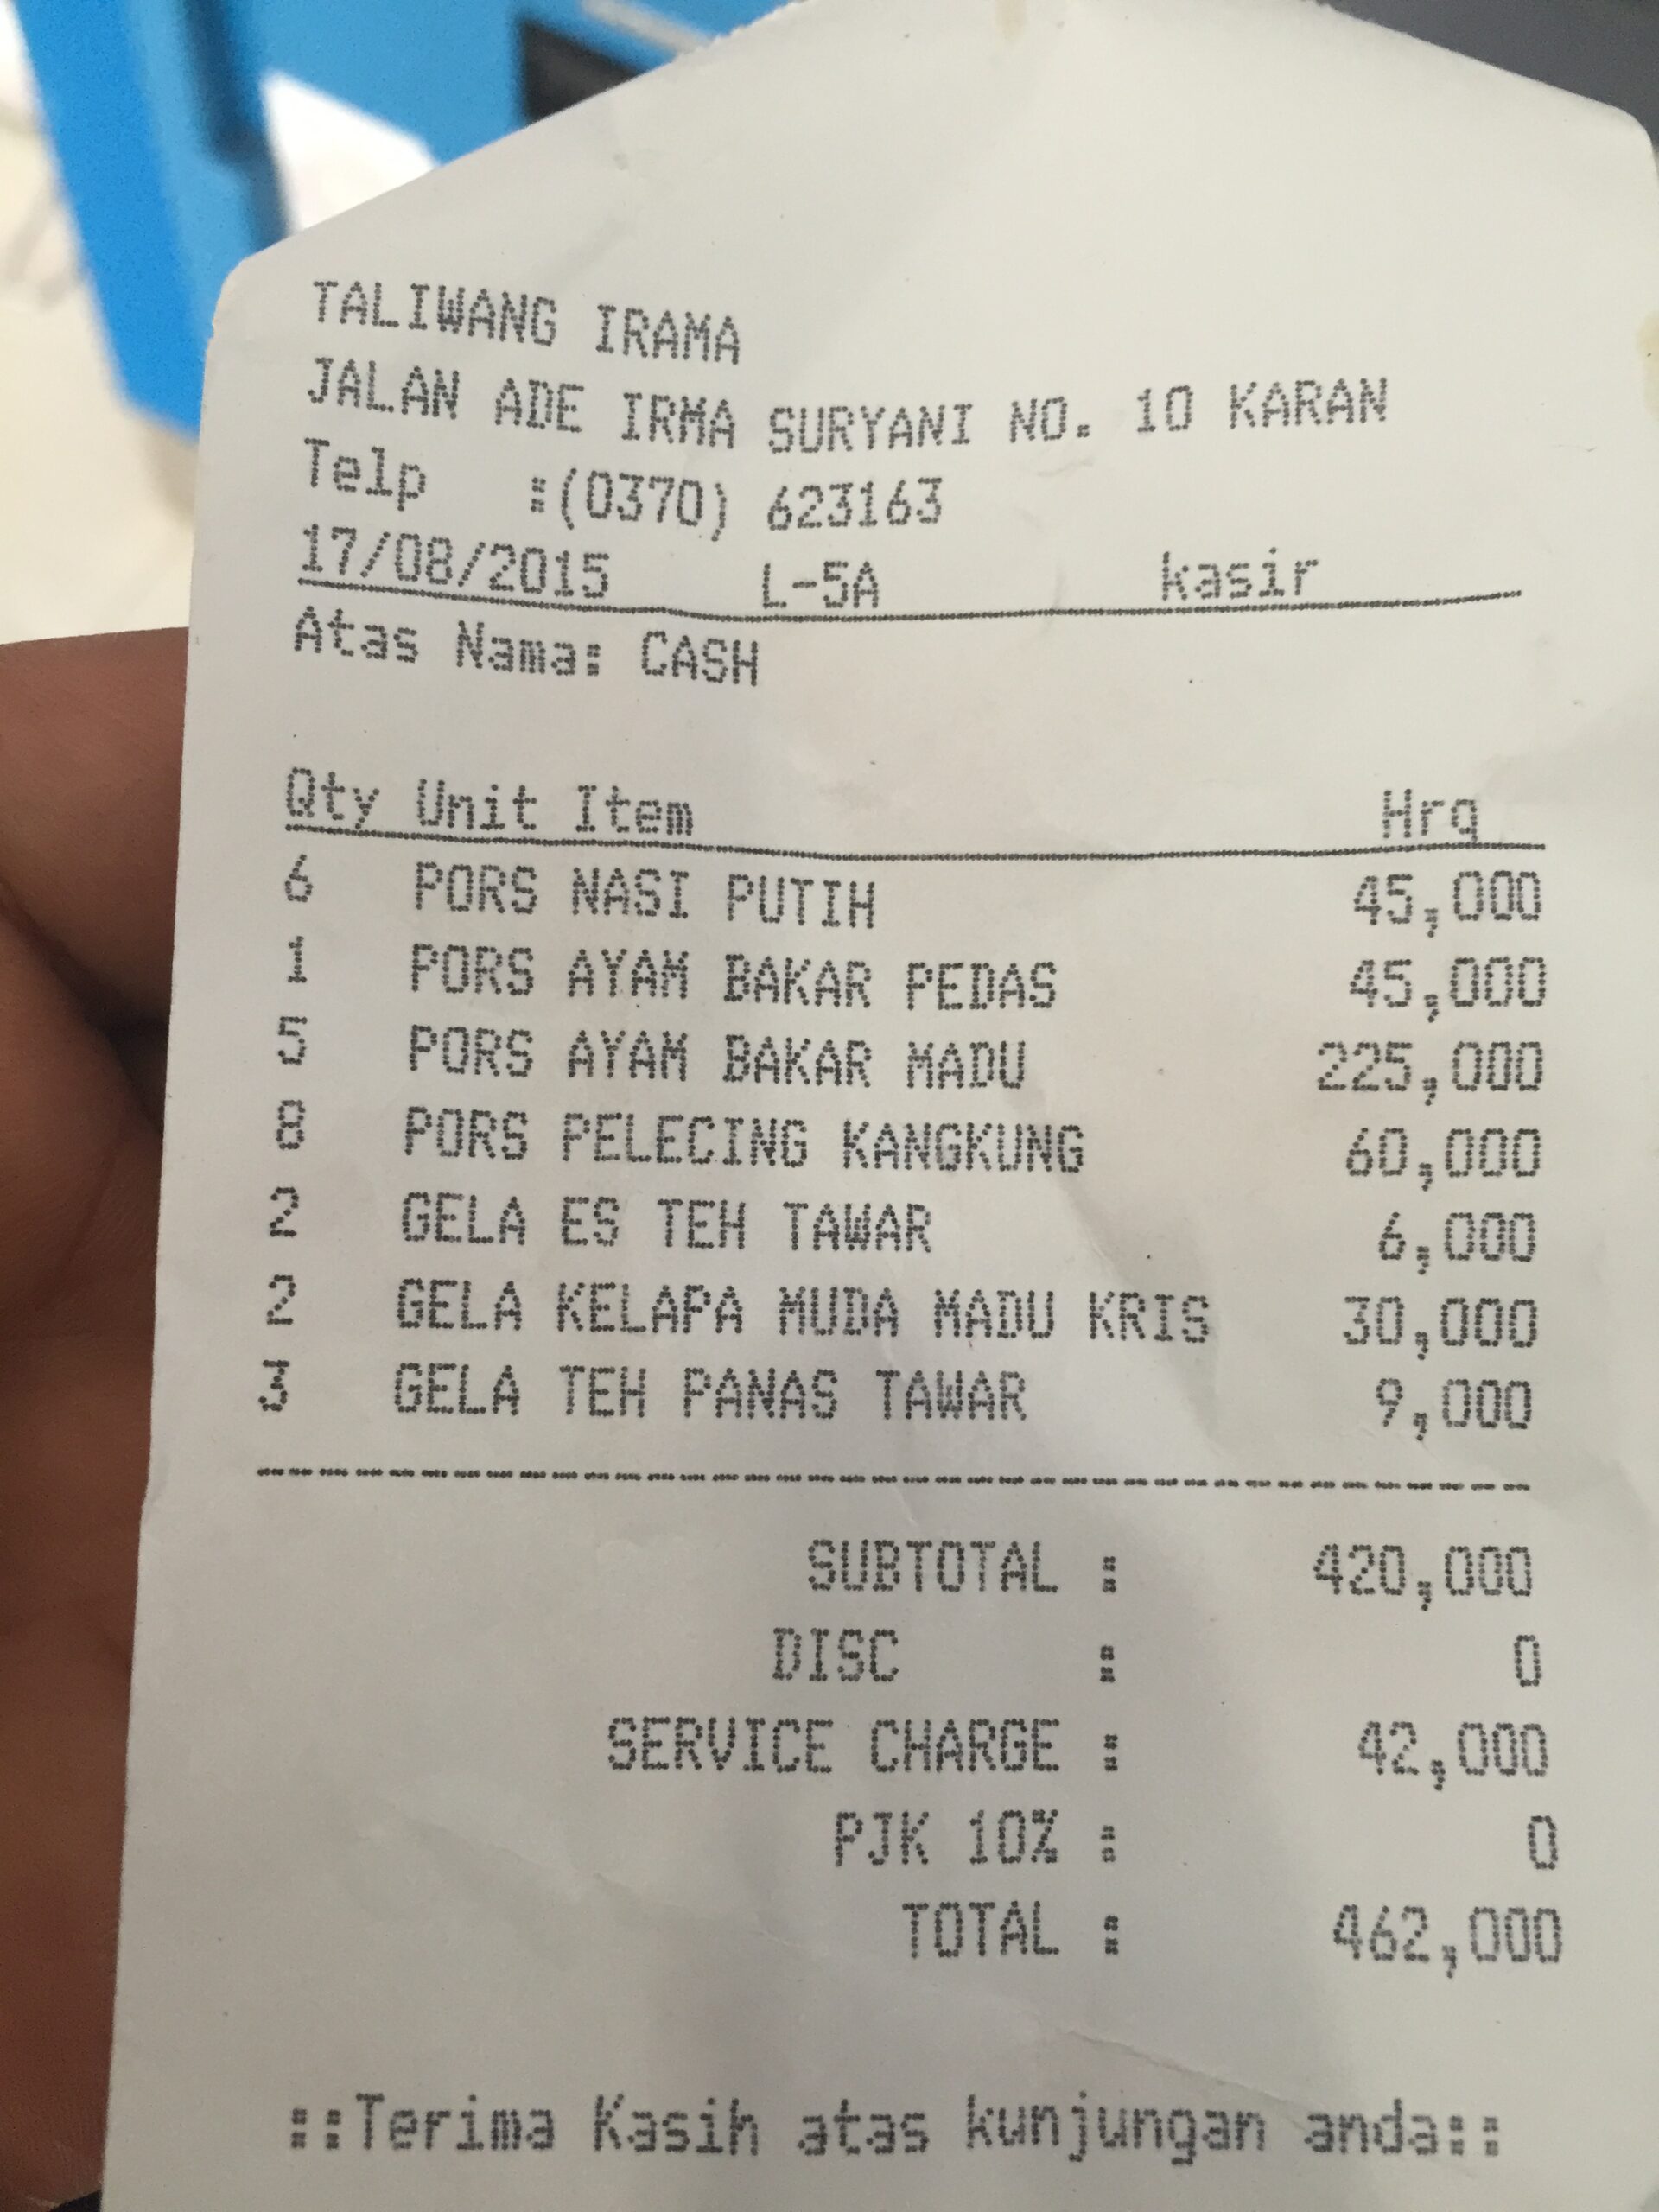 TALIWANG IRAMA
JALAN ADE IRMA SURYANI NO. 10 KARAN
Telp :(0370) 623163
17/08/2015 L-5A kasir
Atas Nama: CASH
Qty Unit Item Hrg
6 PORS NASI PUTIH 45,000
1 PORS AYAM BAKAR PEDAS 45,000
5 PORS AYAM BAKAR MADU 225,000
8 PORS PELECING KANGKUNG 60,000
2 GELA ES TEH TAWAR 6,000
2 GELA KELAPA MUDA MADU KRIS 30,000
3 GELA TEH PANAS TAWAR 9,000
SUBTOTAL : 420,000
DISC : 0
SERVICE CHARGE : 42,000
PJK 10% : 0
TOTAL : 462,000
::Terima Kasih atas kunjungan anda::